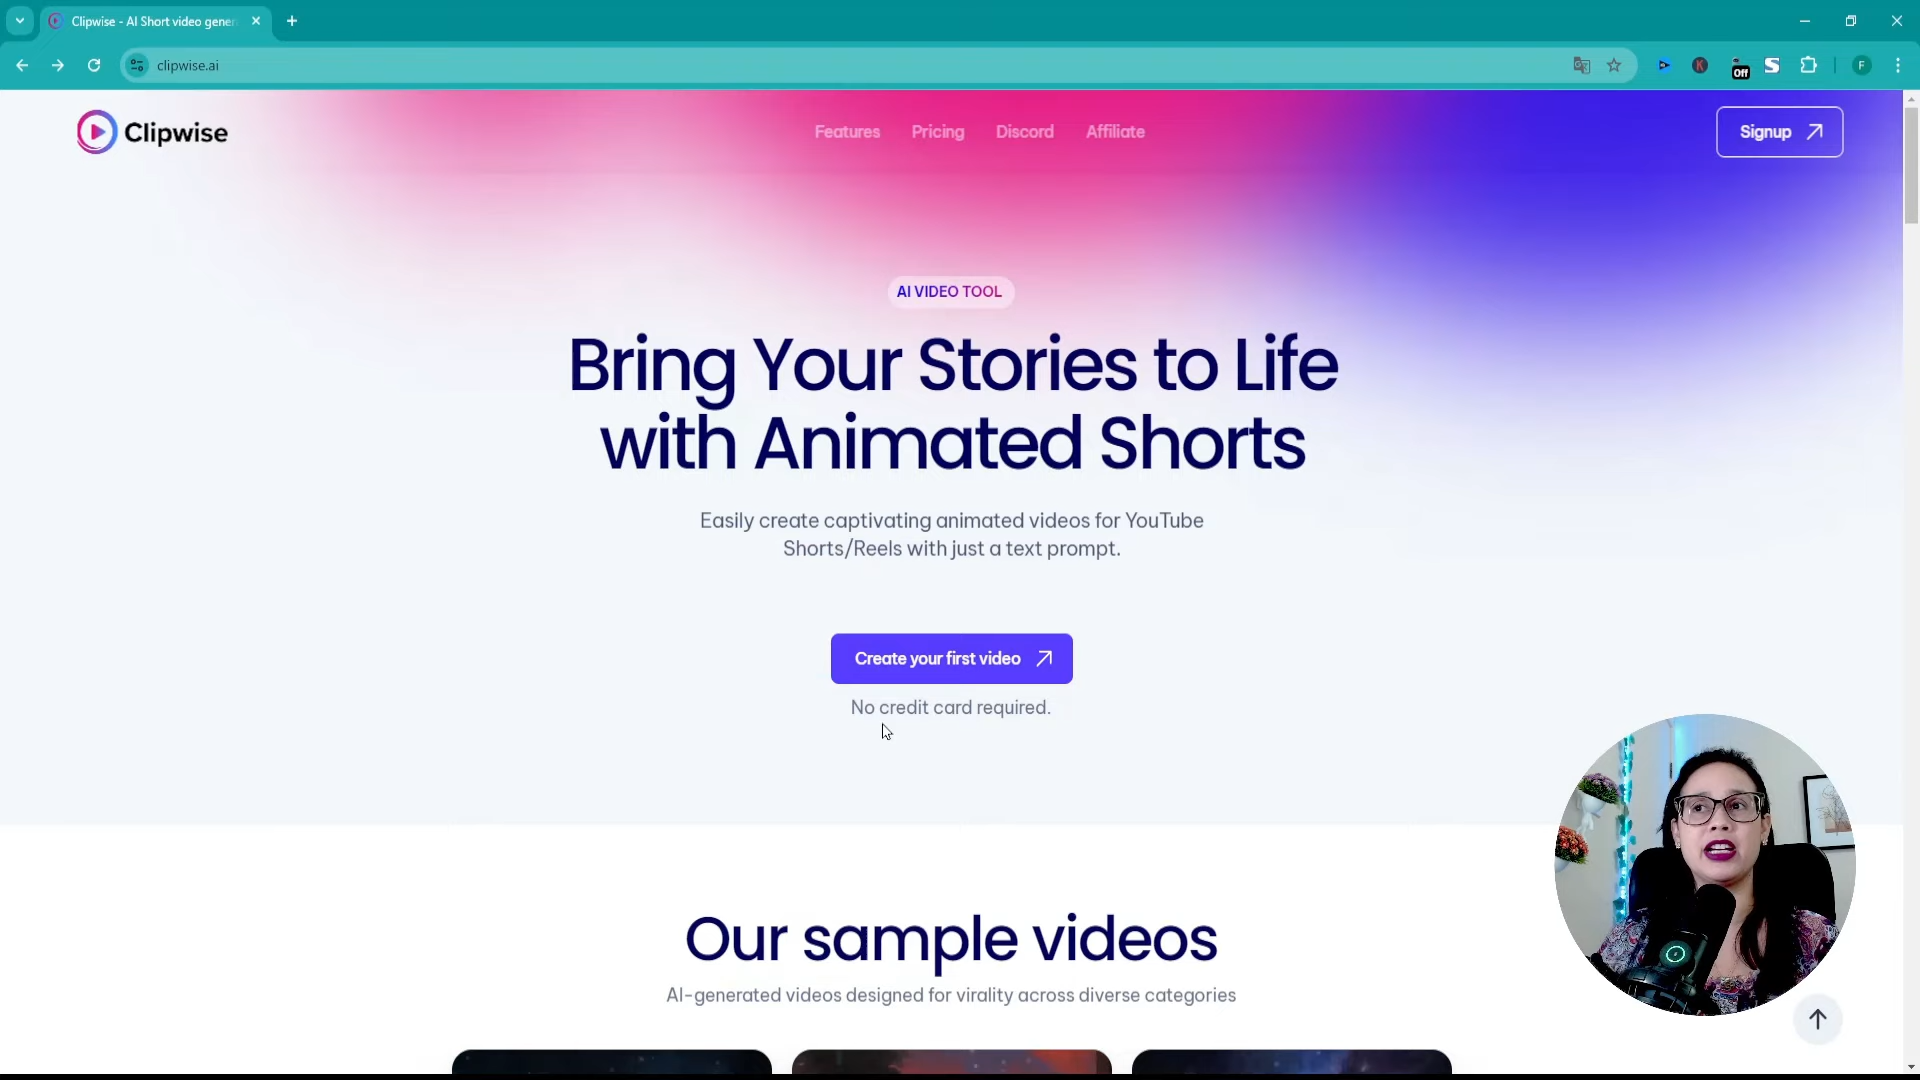 Clipwise - AI Short video gener
clipwise.ai
K
Off
S
F
Clipwise
Features
Pricing
Discord
Affiliate
Signup
AI VIDEO TOOL
Bring Your Stories to Life
with Animated Shorts
Easily create captivating animated videos for YouTube
Shorts/Reels with just a text prompt.
Create your first video
No credit card required.
Our sample videos
AI-generated videos designed for virality across diverse categories